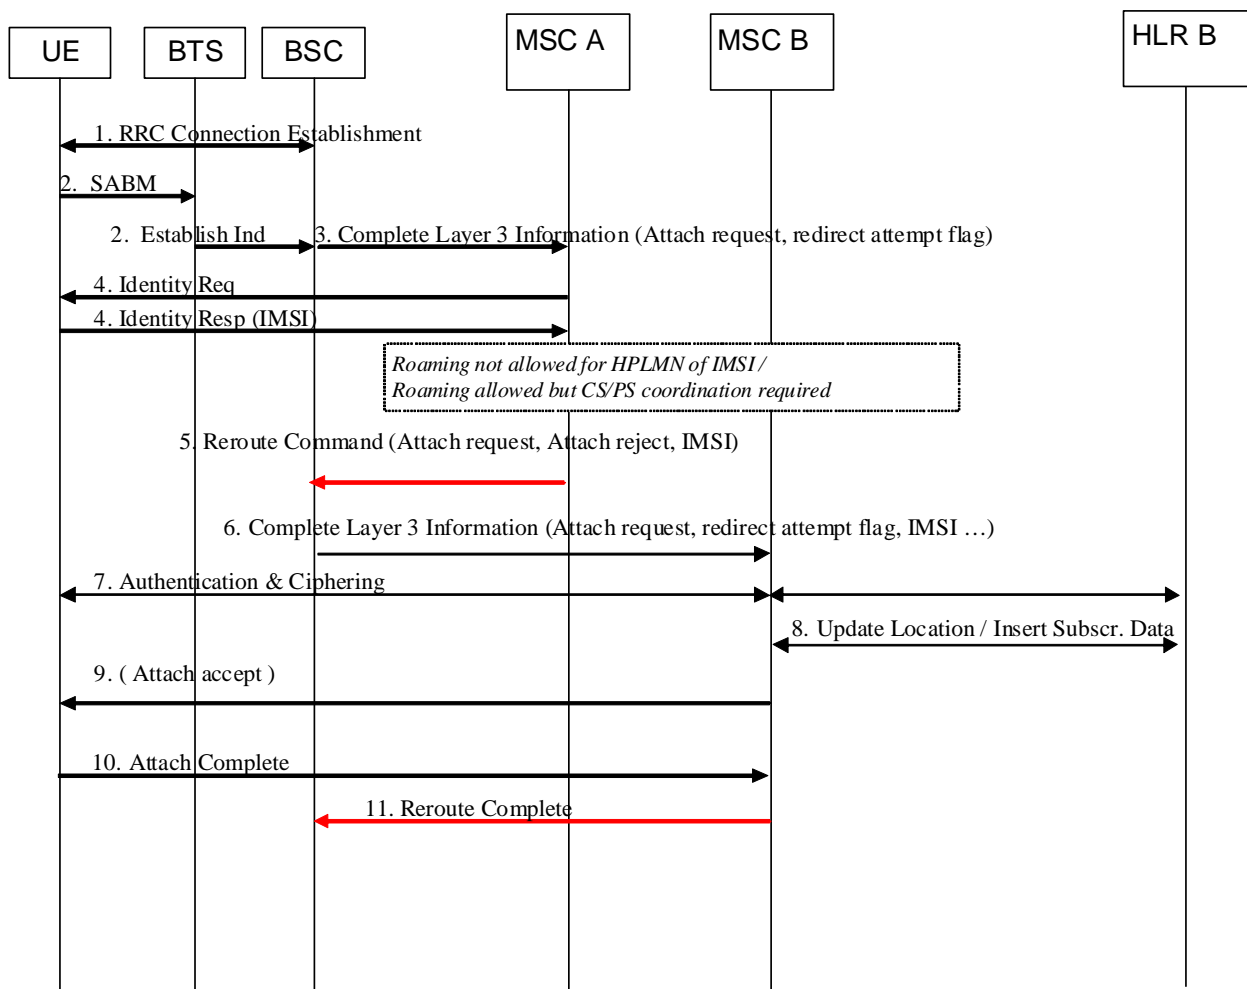 UE
BTS
BSC
MSC A
MSC B
HLR B
1. RRC Connection Establishment
2. SABM
2. Establish Ind
3. Complete Layer 3 Information (Attach request, redirect attempt flag)
4. Identity Req
4. Identity Resp (IMSI)
Roaming not allowed for HPLMN of IMSI /
Roaming allowed but CS/PS coordination required
5. Reroute Command (Attach request, Attach reject, IMSI)
6. Complete Layer 3 Information (Attach request, redirect attempt flag, IMSI …)
7. Authentication & Ciphering
8. Update Location / Insert Subscr. Data
9. ( Attach accept )
10. Attach Complete
11. Reroute Complete